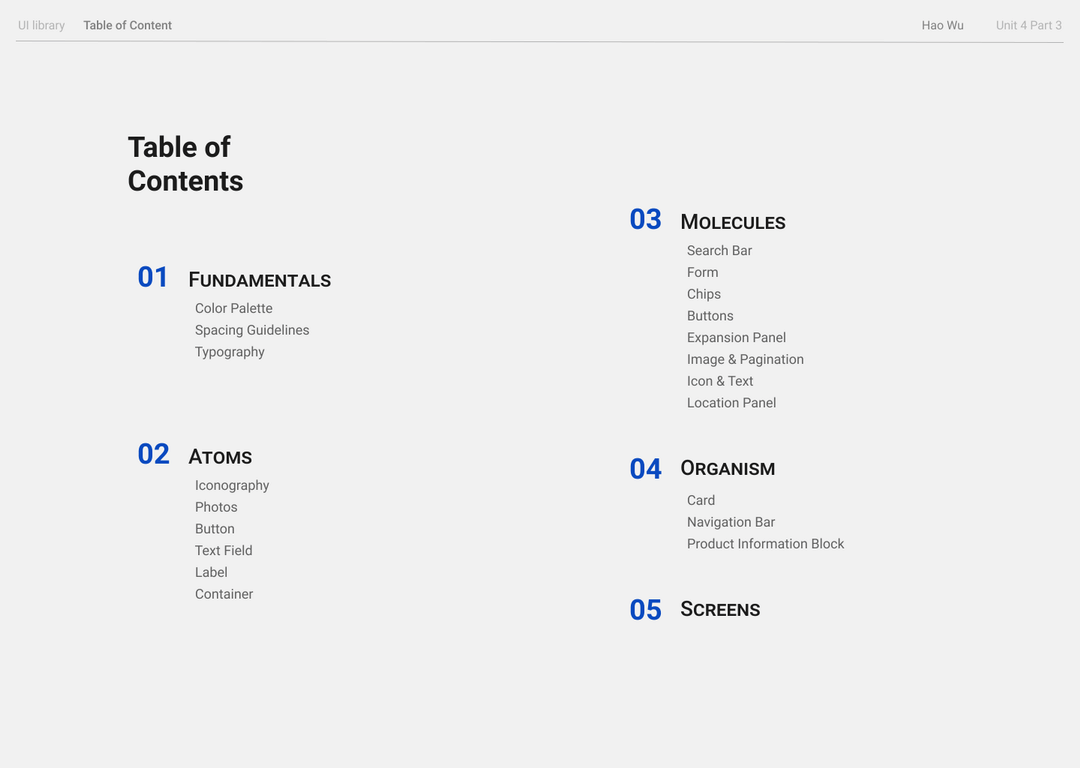 UI library Table of Content Hao Wu Unit 4 Part 3
Table of
Contents
01 FUNDAMENTALS
Color Palette
Spacing Guidelines
Typography
02 ATOMS
Iconography
Photos
Button
Text Field
Label
Container
03 MOLECULES
Search Bar
Form
Chips
Buttons
Expansion Panel
Image & Pagination
Icon & Text
Location Panel
04 ORGANISM
Card
Navigation Bar
Product Information Block
05 SCREENS